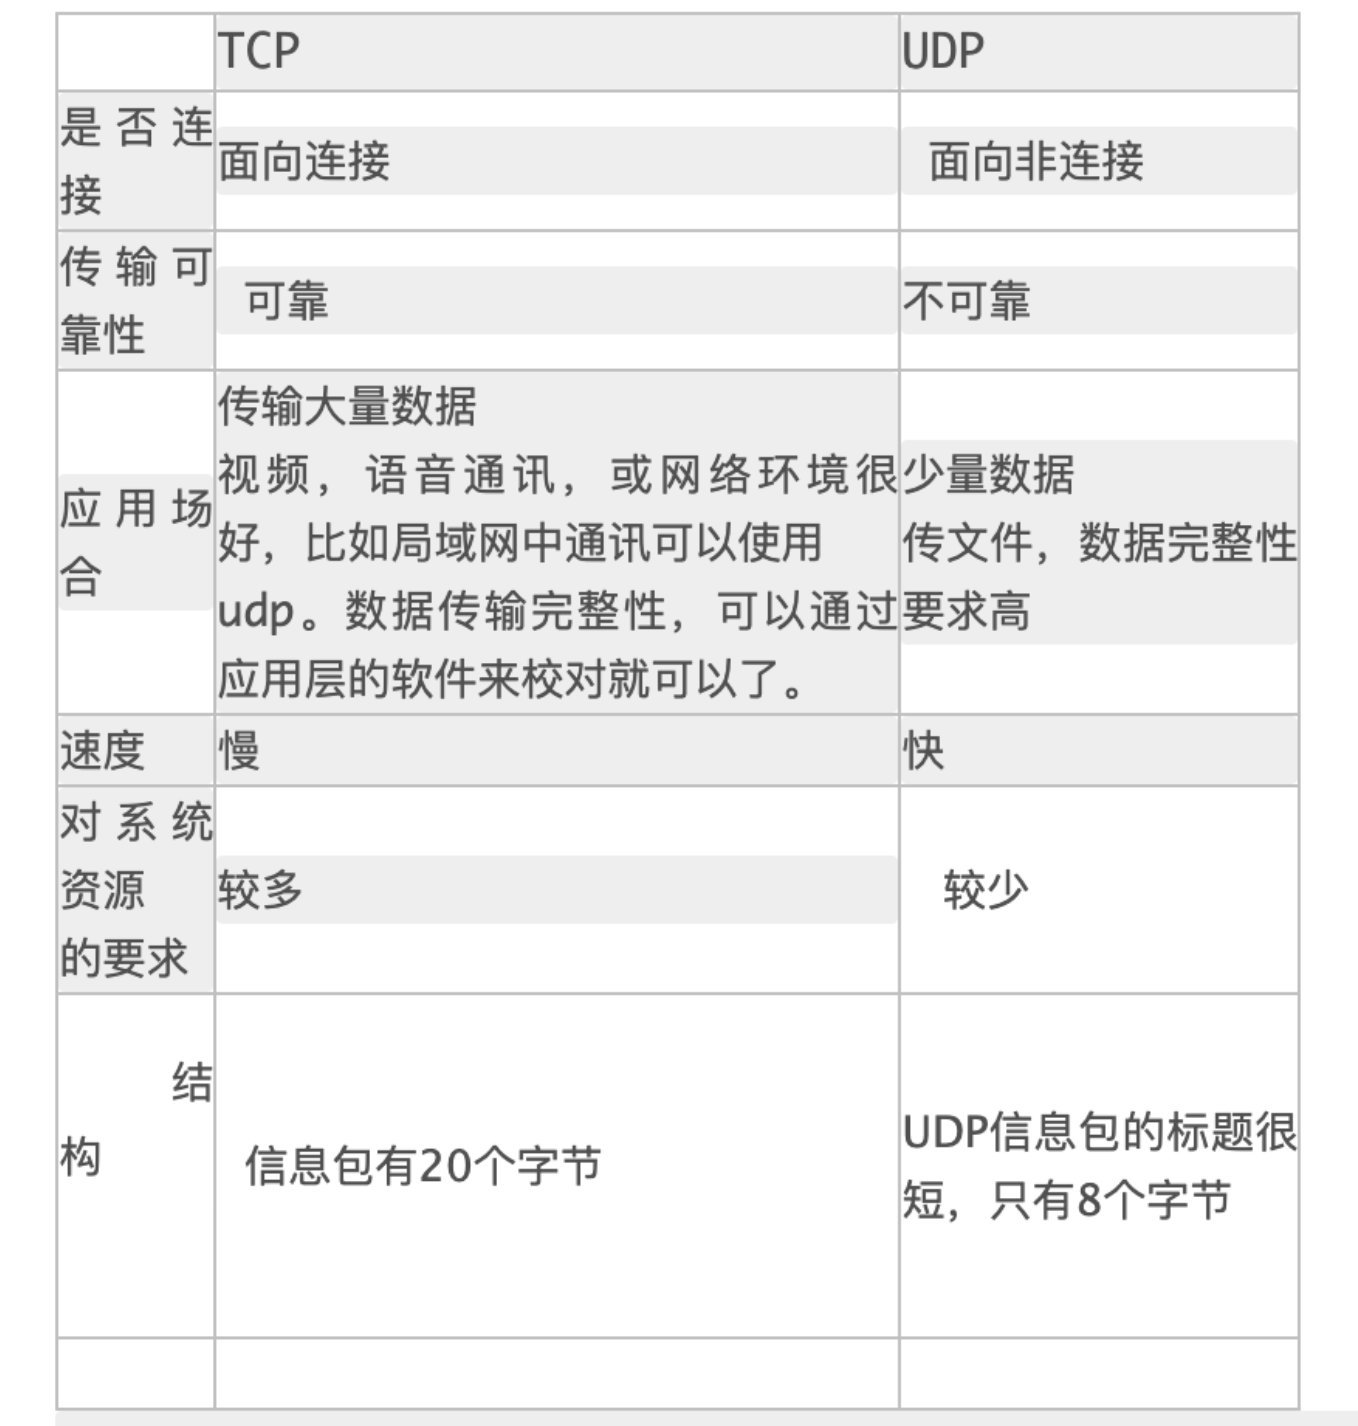 TCP
UDP
是否连
接
面向连接
面向非连接
传输可
靠性
可靠
不可靠
应用场
合
传输大量数据
视频，语音通讯，或网络环境很
好，比如局域网中通讯可以使用
udp。数据传输完整性，可以通过
应用层的软件来校对就可以了。
少量数据
传文件，数据完整性
要求高
速度
慢
快
对系统
资源
的要求
较多
较少
结
构
信息包有20个字节
UDP信息包的标题很
短，只有8个字节